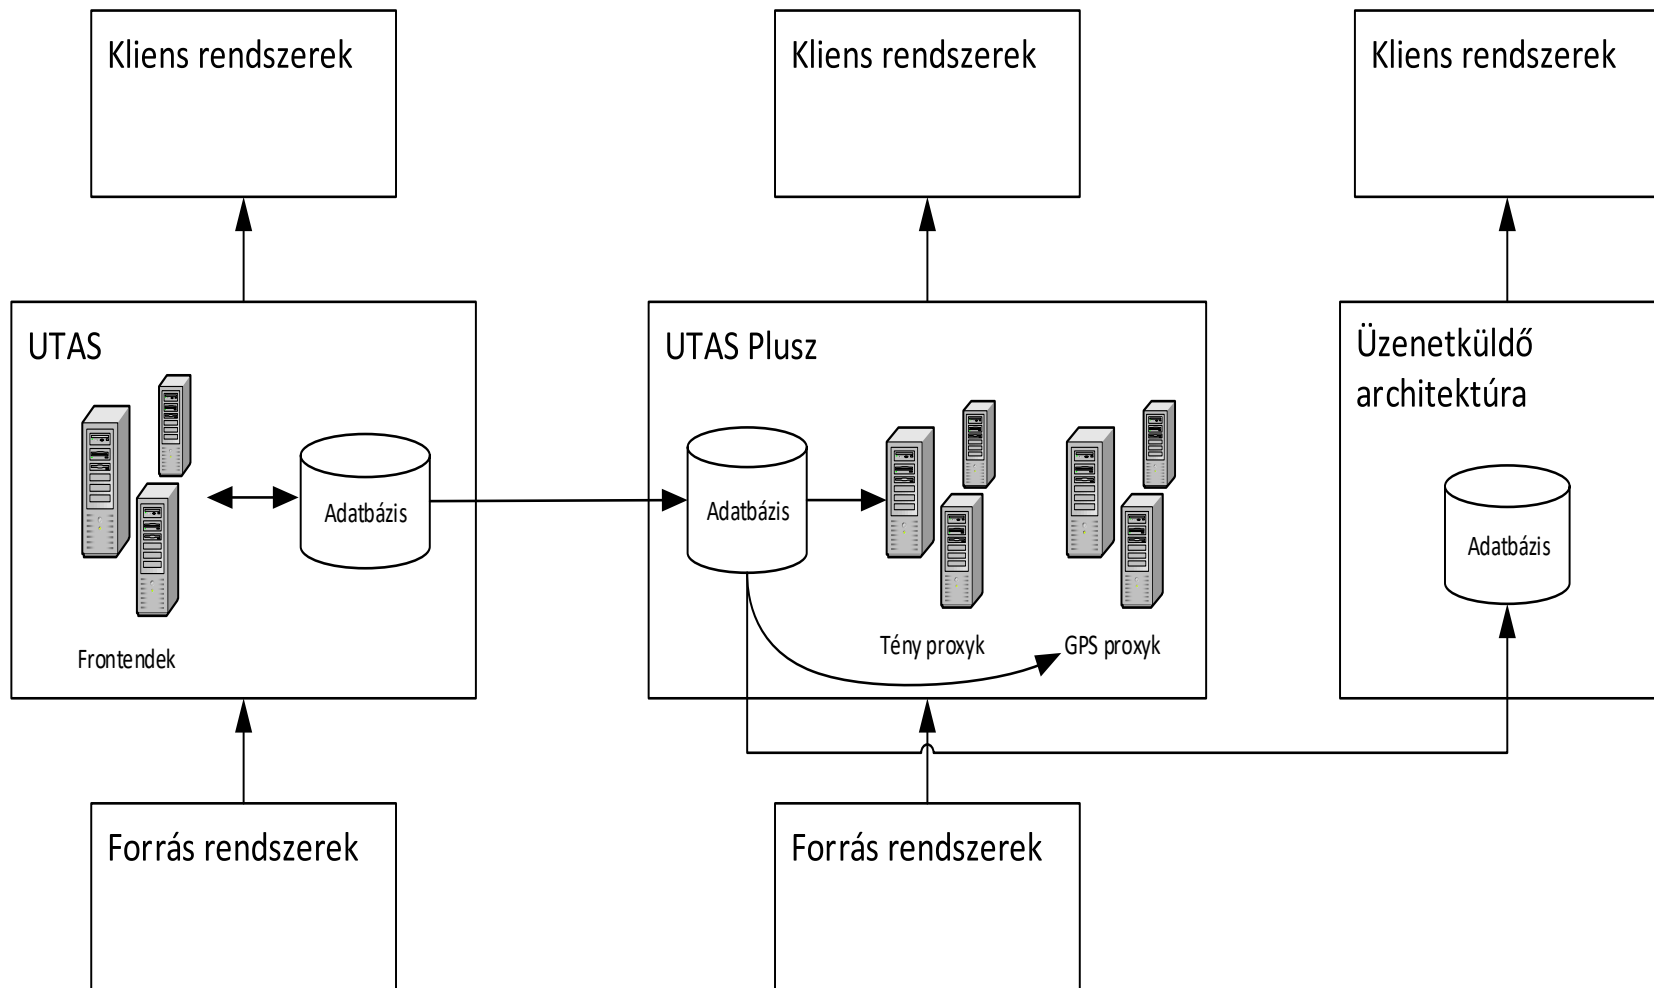 Kliens rendszerek
Kliens rendszerek
Kliens rendszerek
UTAS
Adatbázis
Frontendek
UTAS Plusz
Adatbázis
Tény proxyk
GPS proxyk
Üzenetküldő
architektúra
Adatbázis
Forrás rendszerek
Forrás rendszerek